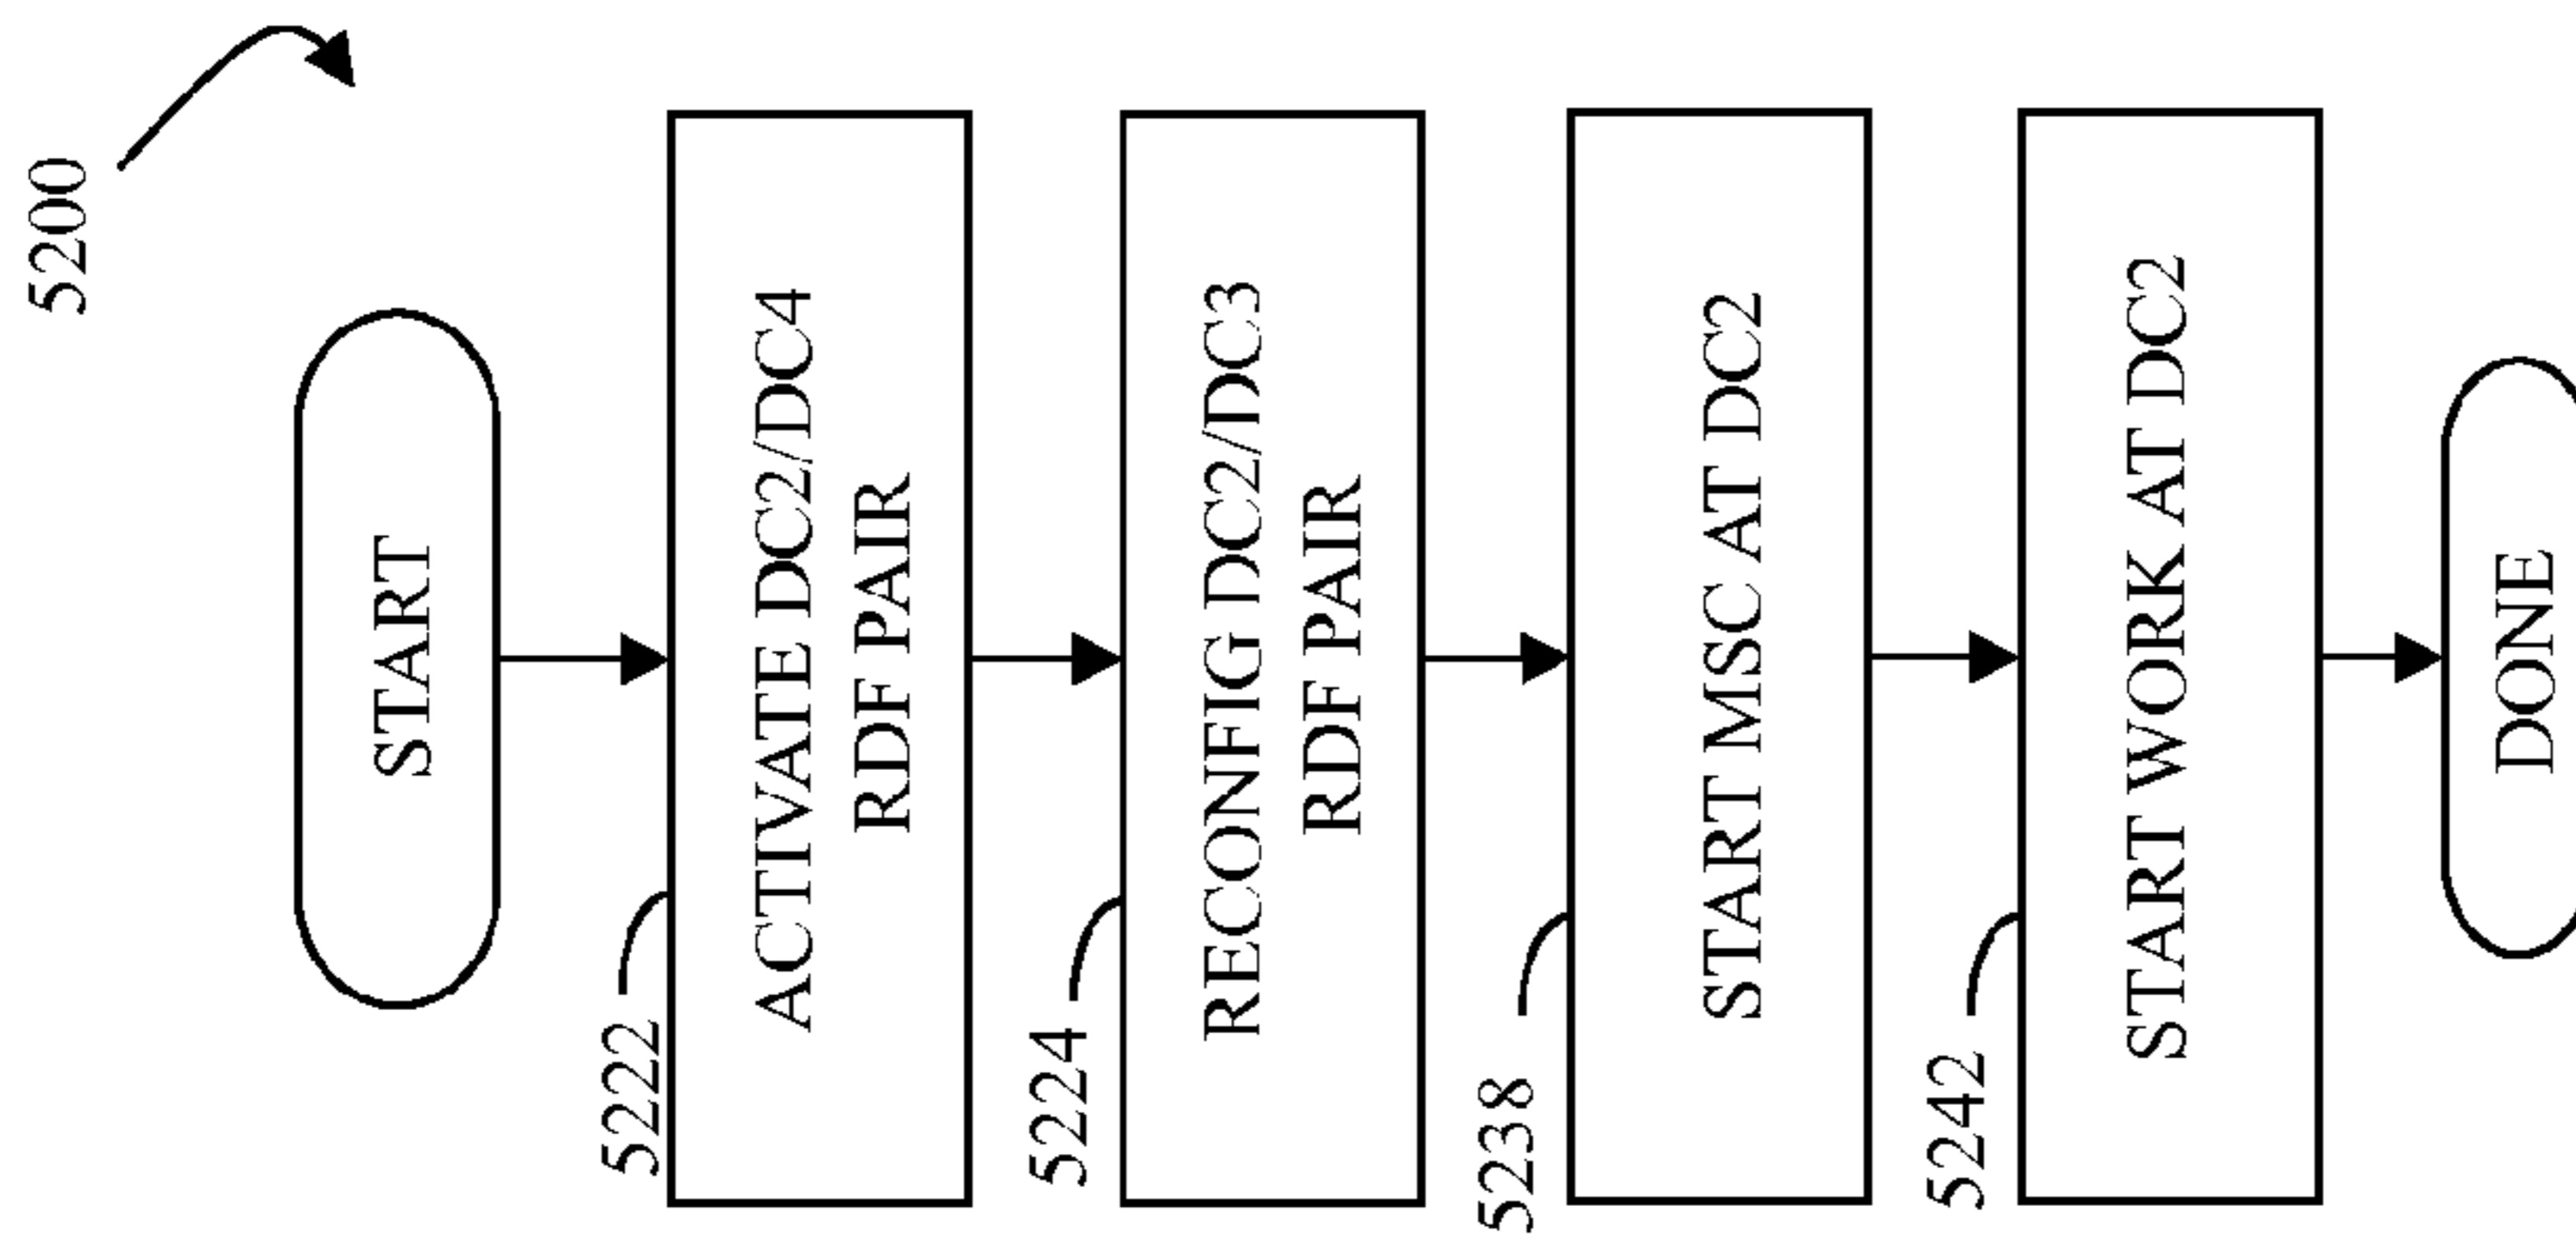 5200
START
5222
ACTIVATE DC2/DC4
RDF PAIR
5224
RECONFIG DC2/DC3
RDF PAIR
5238
START MSC AT DC2
5242
START WORK AT DC2
DONE